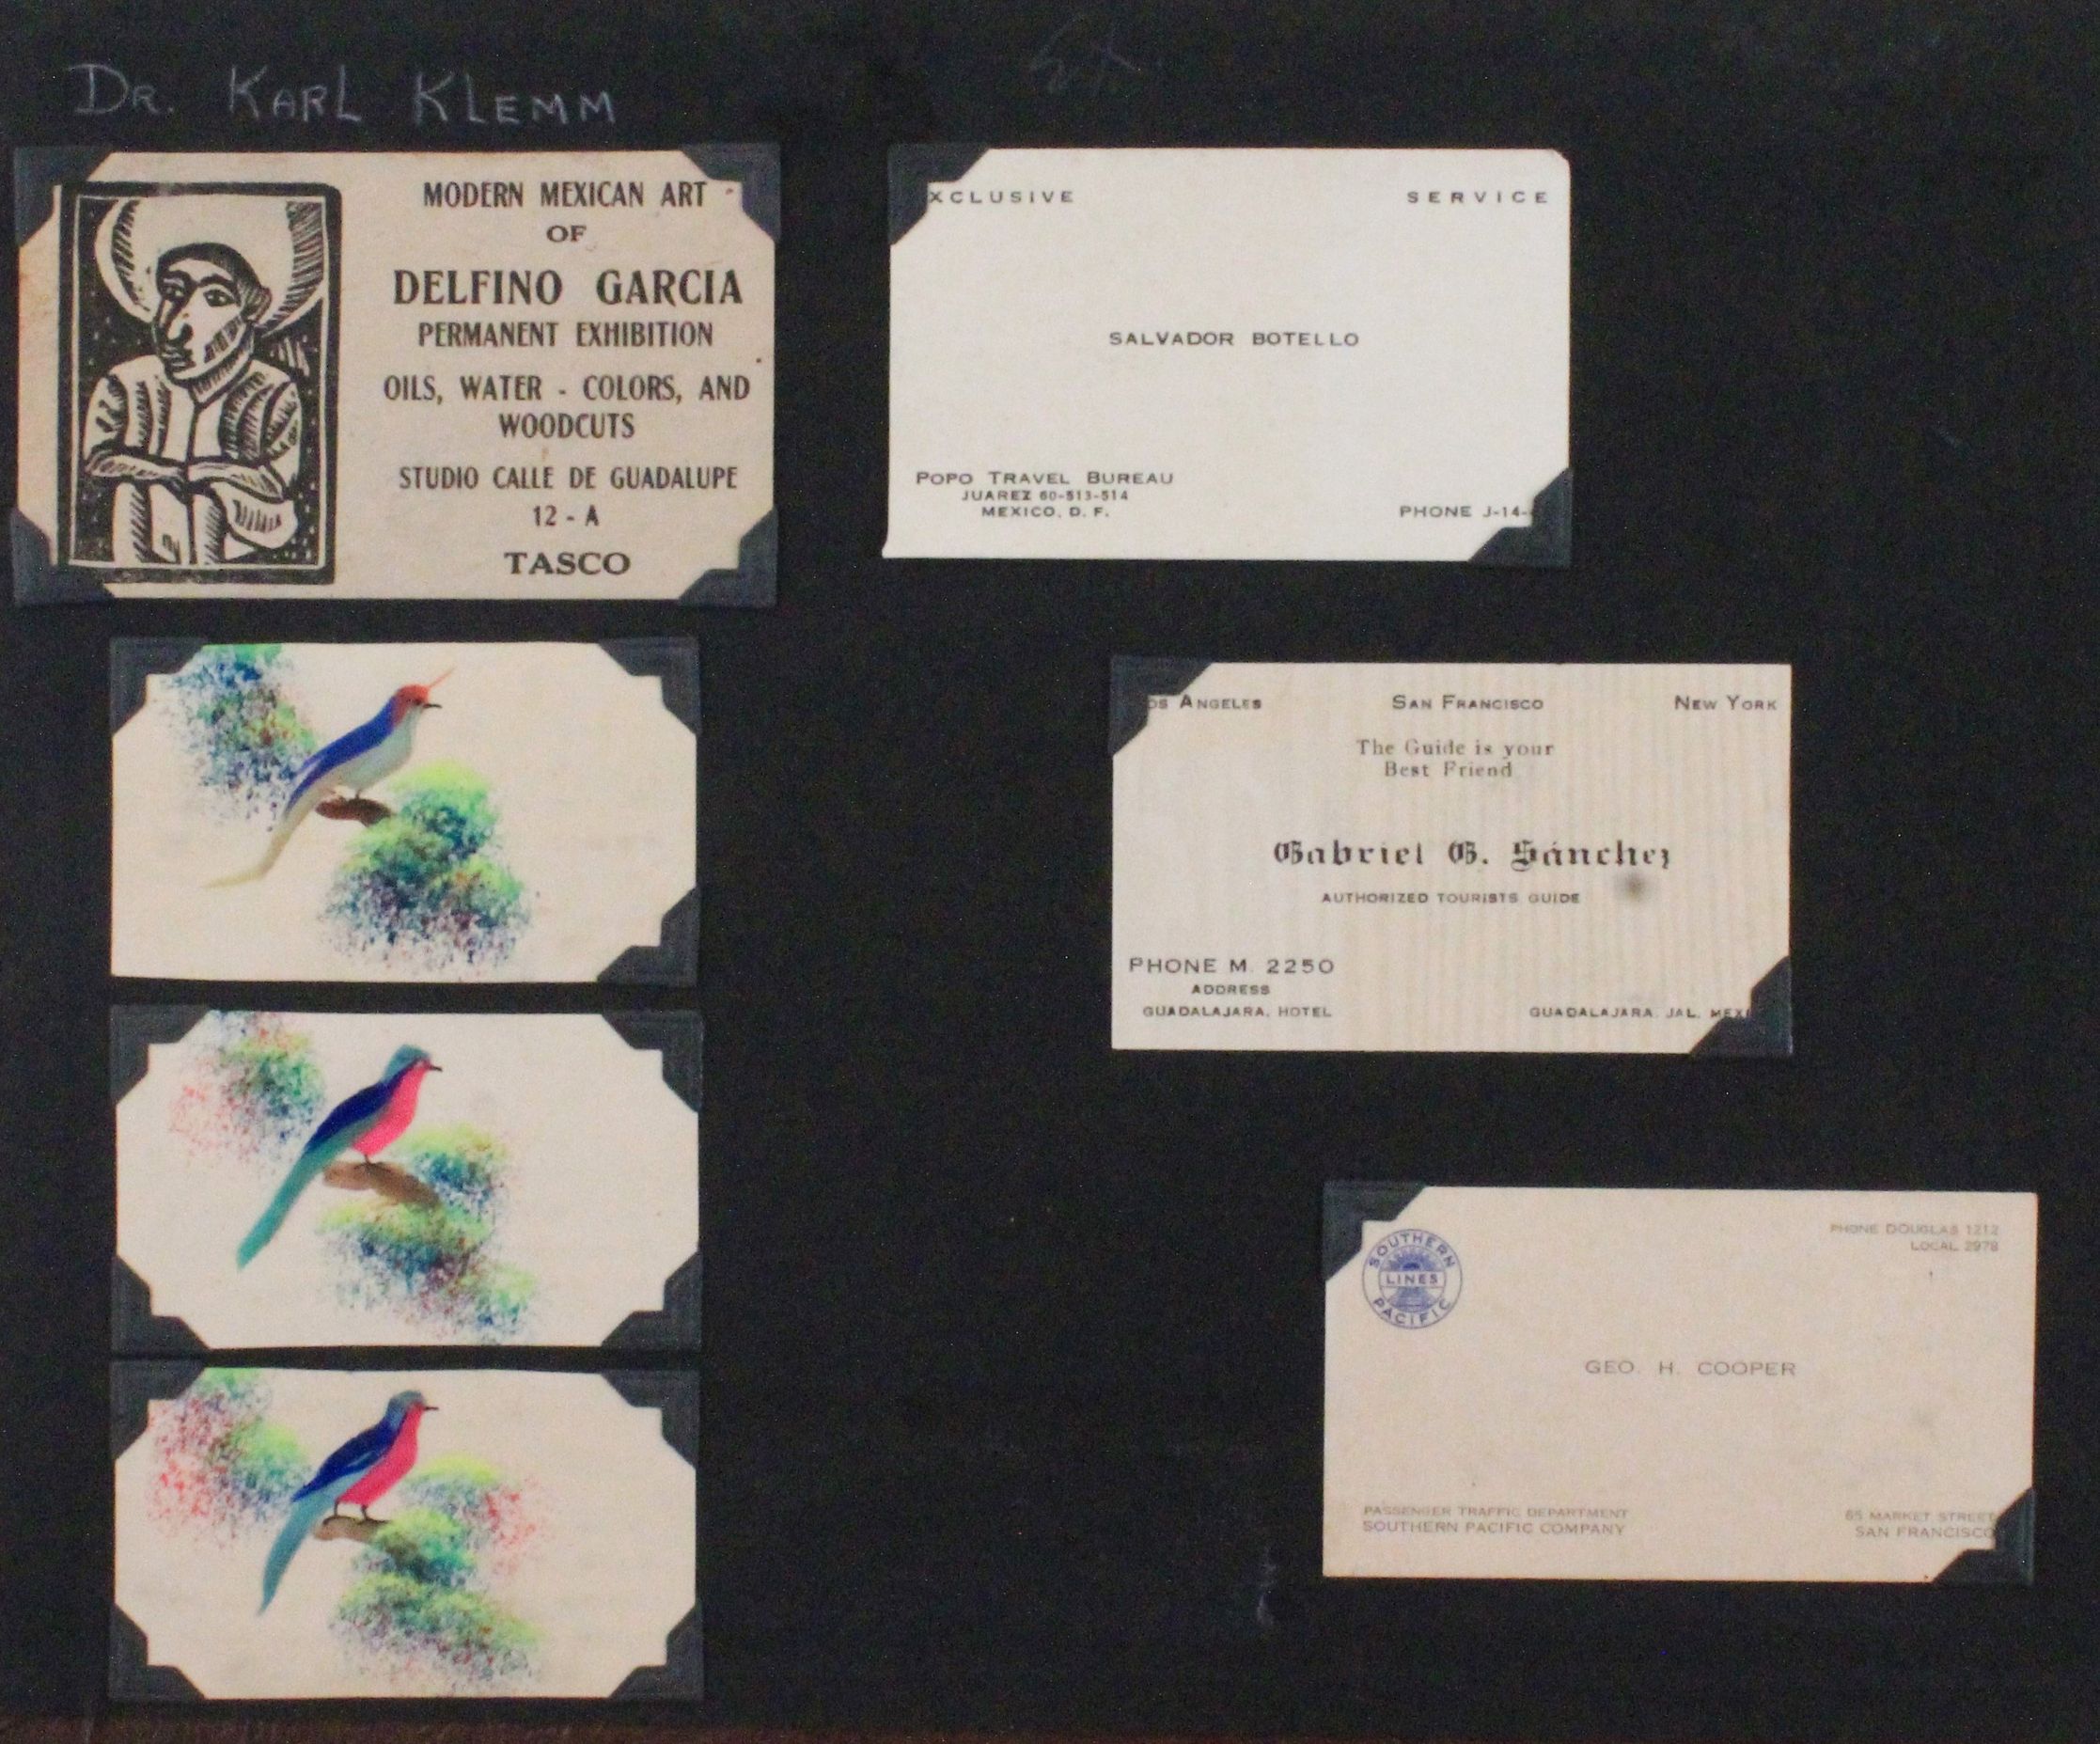 DR. KARL KLEMM
MODERN MEXICAN ART
OF
DELFINO GARCIA
PERMANENT EXHIBITION
OILS, WATER - COLORS, AND
WOODCUTS
STUDIO CALLE DE GUADALUPE
12 - A
TASCO
XCLUSIVE SERVICE
SALVADOR BOTELLO
POPO TRAVEL BUREAU
JUAREZ 60-513-514
MEXICO, D. F.
PHONE J-14-
OS ANGELES SAN FRANCISCO NEW YORK
The Guide is your
Best Friend
Gabriel G. Sánchez
AUTHORIZED TOURISTS GUIDE
PHONE M. 2250
ADDRESS
GUADALAJARA, HOTEL
GUADALAJARA, JAL. MEXI
SOUTHERN
LINES
PACIFIC
PHONE DOUGLAS 1212
LOCAL 2978
GEO. H. COOPER
PASSENGER TRAFFIC DEPARTMENT
SOUTHERN PACIFIC COMPANY
65 MARKET STREET
SAN FRANCISCO